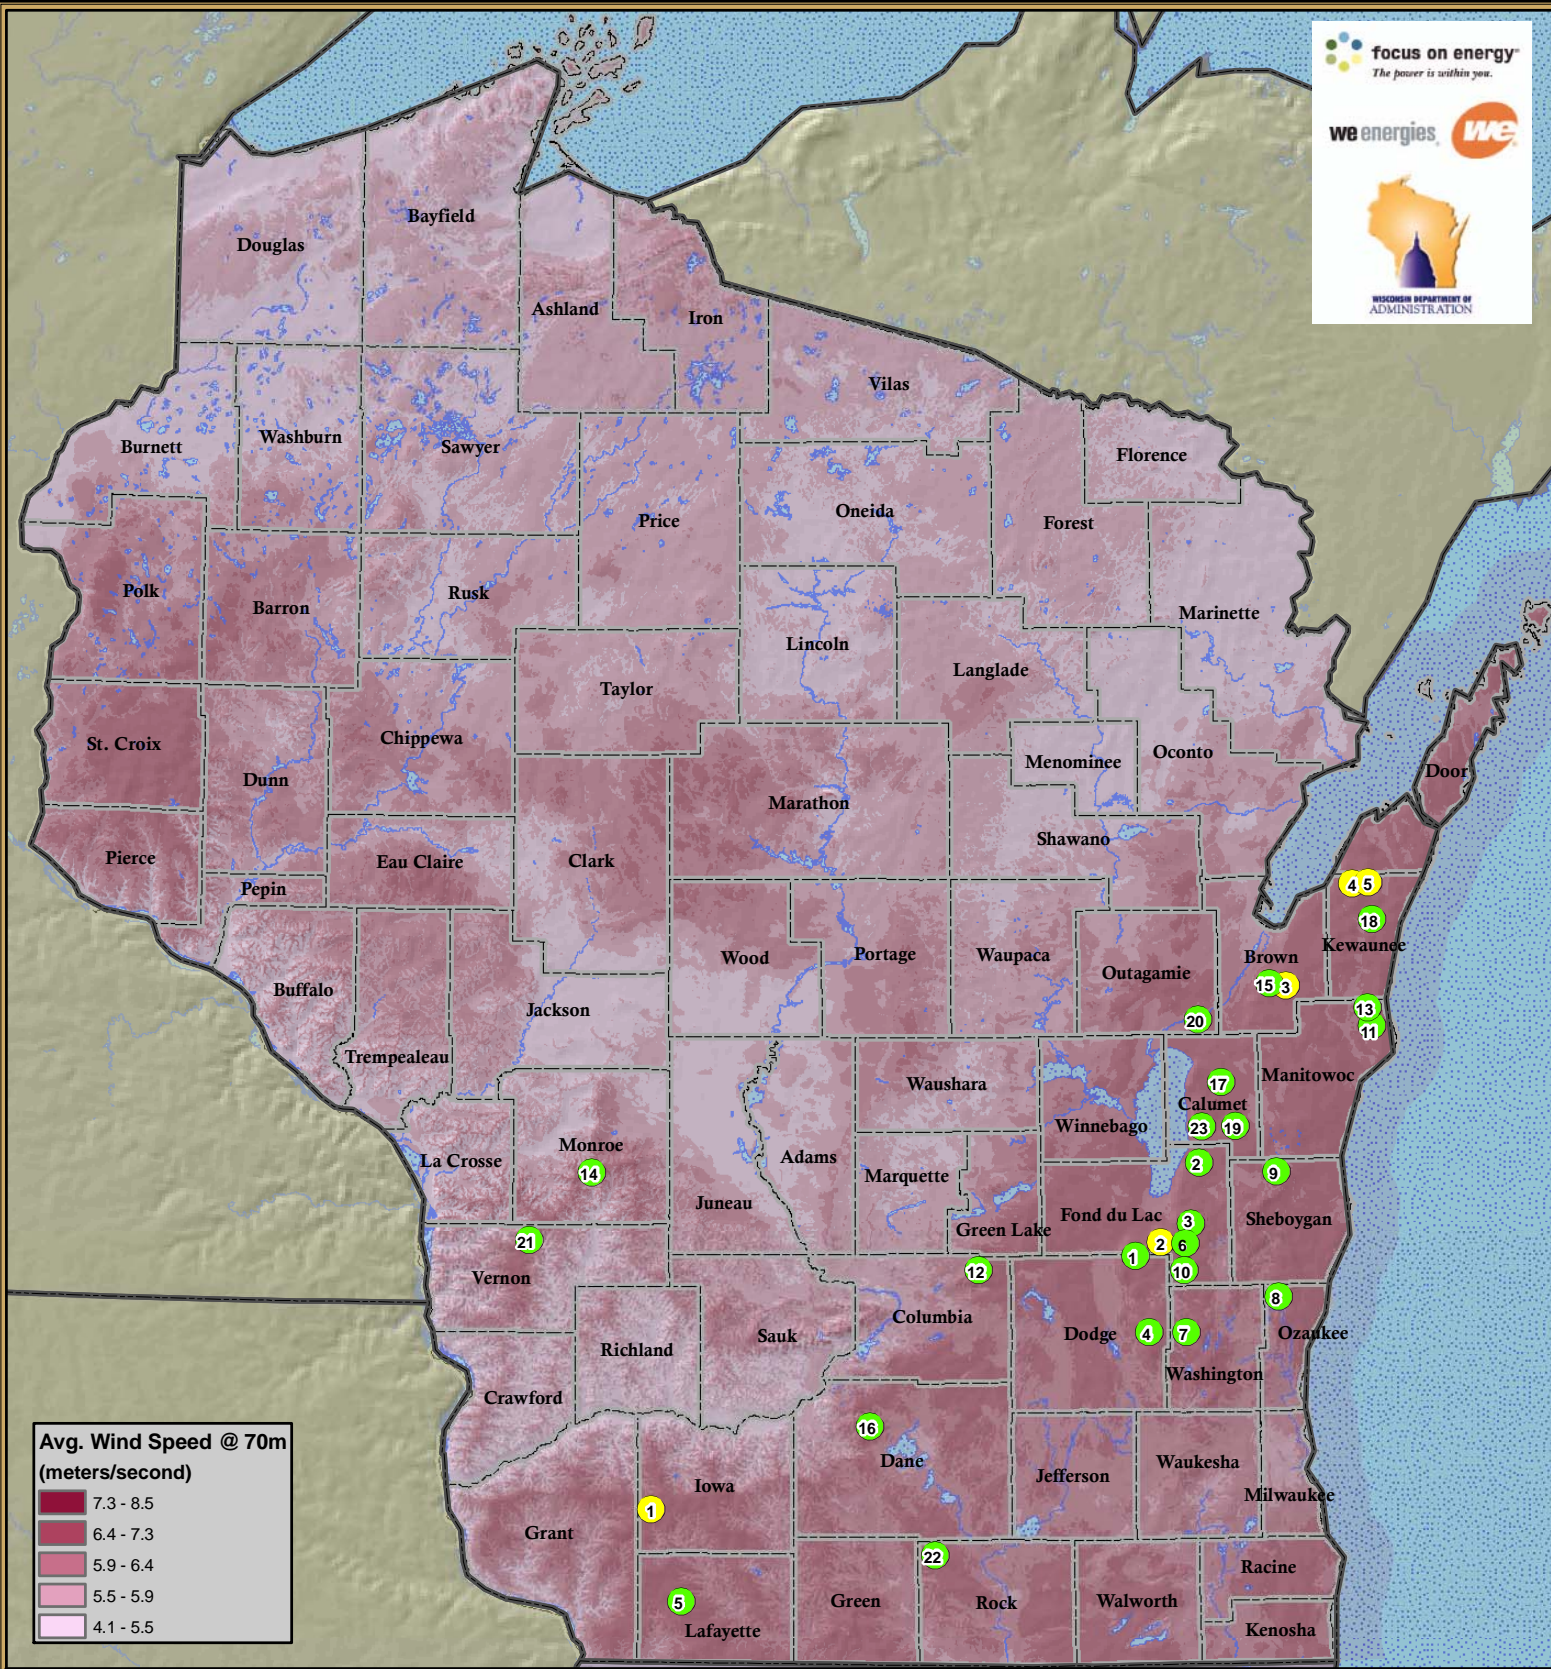 focus on energy
The power is within you.
we energies
we
WISCONSIN DEPARTMENT OF
ADMINISTRATION
Bayfield
Douglas
Ashland
Iron
Vilas
Burnett
Washburn
Sawyer
Florence
Price
Oneida
Forest
Polk
Barron
Rusk
Marinette
Lincoln
Langlade
Taylor
St. Croix
Chippewa
Dunn
Menominee
Oconto
Door
Marathon
Shawano
Pierce
Eau Claire
Clark
Pepin
4 5
18
Kewaunee
Wood
Portage
Waupaca
Outagamie
Brown
15 3
Buffalo
Jackson
20
13
11
Trempealeau
Waushara
17
Calumet
Manitowoc
Winnebago
23 19
Monroe
14
La Crosse
Adams
Marquette
2
9
Juneau
Green Lake
Fond du Lac
3
Sheboygan
21
1 2 6
10
12
Vernon
8
Columbia
Dodge
4 7
Ozaukee
Sauk
Richland
Washington
Crawford
16
Dane
Jefferson
Waukesha
Milwaukee
Iowa
1
Grant
22
Racine
5
Lafayette
Green
Rock
Walworth
Kenosha
Avg. Wind Speed @ 70m
(meters/second)
7.3 - 8.5
6.4 - 7.3
5.9 - 6.4
5.5 - 5.9
4.1 - 5.5